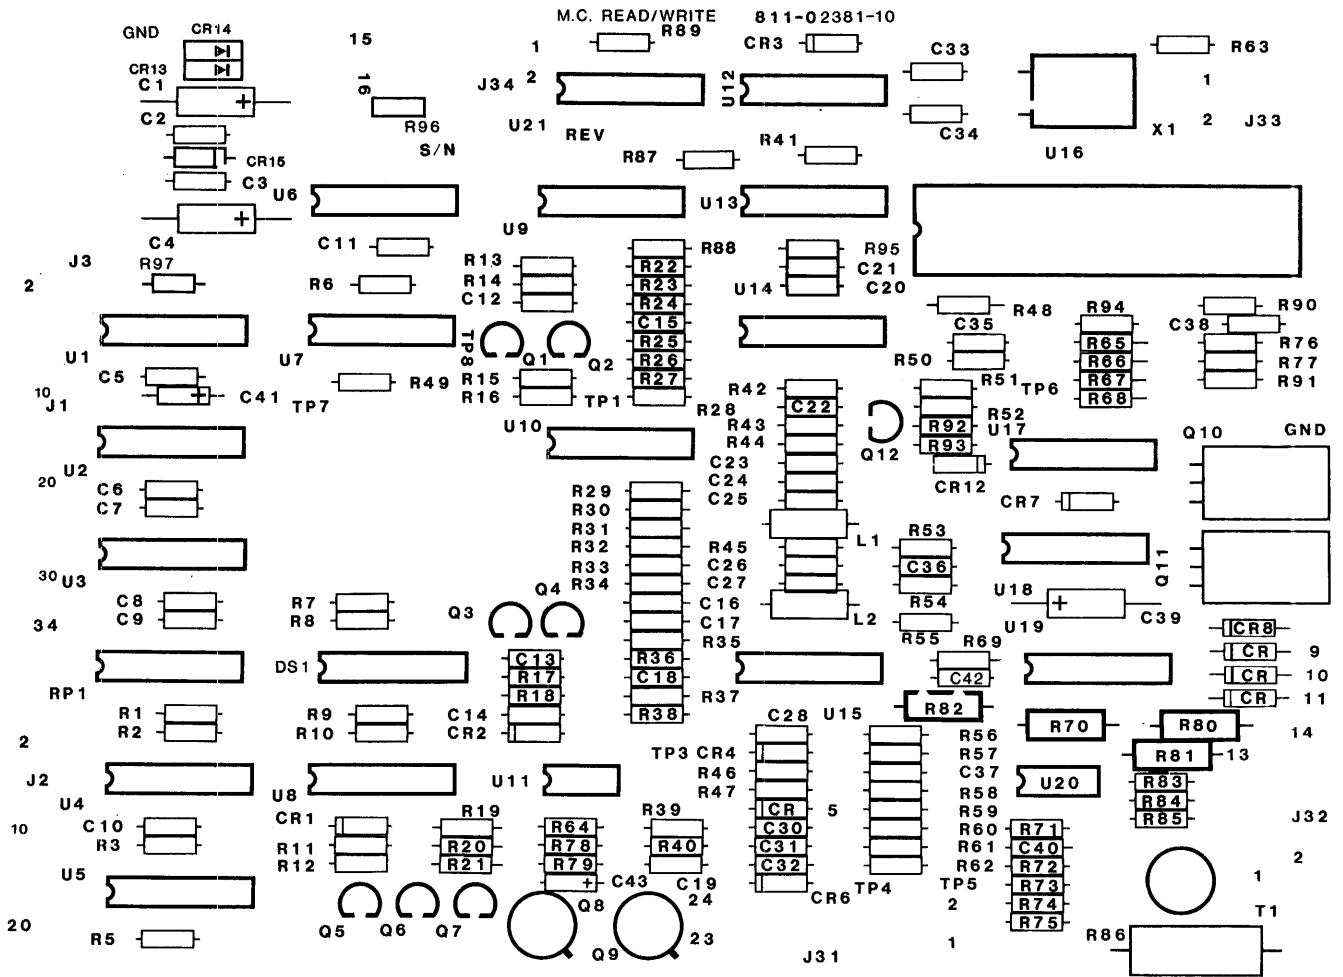 M.C. READ/WRITE 811-02381-10
GND CR14 15 1 R89 CR3 C33 R63
CR13 C1 16 J34 2 U12 1
C2 R96 U21 REV C34 X1 2 J33
CR15 S/N R87 R41 U16
C3 U6 U13
C4 C11 U9 R88 R95
J3 R97 R13 R22 C21
2 R6 R14 R23 U14 C20
C12 R24 R48 R94 R90
C15 C35 C38
U1 U7 TP8 Q1 Q2 R25 R65 R76
R26 R50 R66 R77
C5 R49 R15 R27 R42 R51 TP6 R67 R91
10 J1 C41 TP7 R16 TP1 R28 C22 R52 R68
U10 R43 R92 U17 Q10 GND
R44 Q12 R93
U2 C23
20 C6 R29 C24 CR12
C7 R30 C25 CR7
R31 L1 R53
R32 R45
30 U3 R33 C26 C36 Q11
R34 C27
C8 R7 Q3 Q4 C16 R54 U18
34 C9 R8 C17 L2 U19 C39
R35 R55 CR8
DS1 C13 R36 R69 CR 9
RP1 R17 C18 C42 CR 10
R18 R37 R82 CR 11
R1 R9 C14 R38 C28 U15 R70 R80
2 R2 R10 CR2 R56 14
TP3 CR4 R57 R81 13
J2 U8 U11 R46 C37 U20 R83
U4 R47 R58 R84
CR1 R19 R39 CR 5 R59 R85 J32
10 C10 R64 C30 R60 R71
R3 R11 R20 R78 R40 C31 R61 C40 2
R12 R21 R79 C32 R62 R72
U5 C43 C19 CR6 TP4 TP5 R73 1
Q8 24 2 R74 T1
20 R5 Q5 Q6 Q7 Q9 23 J31 1 R75 R86